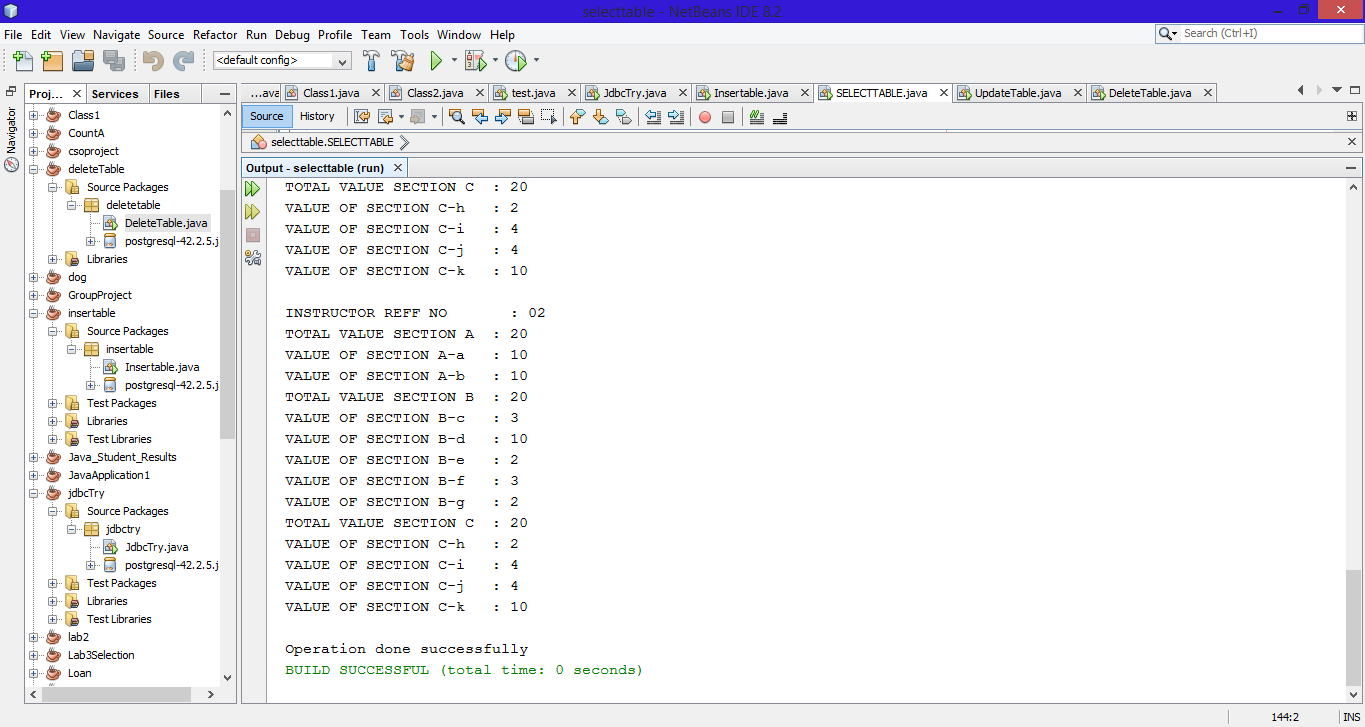 selecttable - NetBeans IDE 8.2
File Edit View Navigate Source Refactor Run Debug Profile Team Tools Window Help
Search (Ctrl+I)
<default config>
Proj... Services Files
...ava Class1.java Class2.java test.java JdbcTry.java Insertable.java SELECTTABLE.java UpdateTable.java DeleteTable.java
Navigator
Source History
selecttable.SELECTTABLE
Class1
CountA
csoproject
deleteTable
Source Packages
deletetable
DeleteTable.java
postgresql-42.2.5.j
Libraries
dog
GroupProject
insertable
Source Packages
insertable
Insertable.java
postgresql-42.2.5.j
Test Packages
Libraries
Test Libraries
Java_Student_Results
JavaApplication1
jdbcTry
Source Packages
jdbctry
JdbcTry.java
postgresql-42.2.5.j
Test Packages
Libraries
Test Libraries
lab2
Lab3Selection
Loan
Output - selecttable (run)
TOTAL VALUE SECTION C : 20
VALUE OF SECTION C-h : 2
VALUE OF SECTION C-i : 4
VALUE OF SECTION C-j : 4
VALUE OF SECTION C-k : 10
INSTRUCTOR REFF NO : 02
TOTAL VALUE SECTION A : 20
VALUE OF SECTION A-a : 10
VALUE OF SECTION A-b : 10
TOTAL VALUE SECTION B : 20
VALUE OF SECTION B-c : 3
VALUE OF SECTION B-d : 10
VALUE OF SECTION B-e : 2
VALUE OF SECTION B-f : 3
VALUE OF SECTION B-g : 2
TOTAL VALUE SECTION C : 20
VALUE OF SECTION C-h : 2
VALUE OF SECTION C-i : 4
VALUE OF SECTION C-j : 4
VALUE OF SECTION C-k : 10
Operation done successfully
BUILD SUCCESSFUL (total time: 0 seconds)
144:2 INS